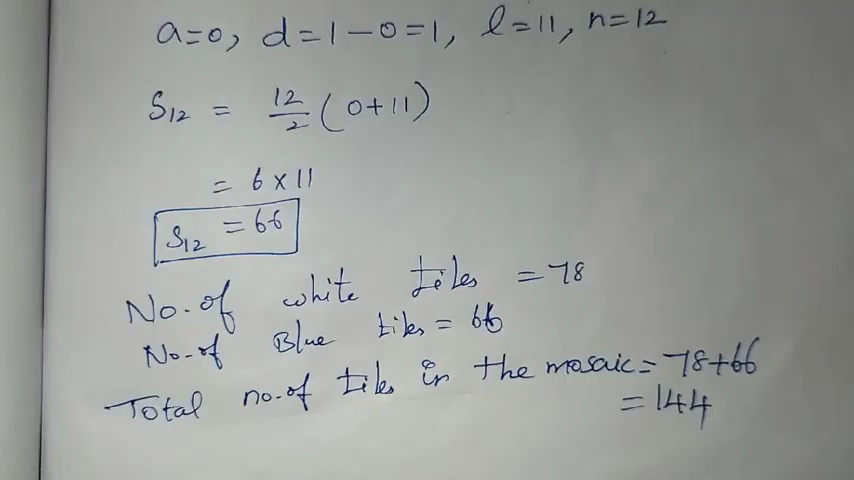 a=0, d=1-0=1, l=11, n=12
S12 = 12/2 (0+11)
= 6×11
S12 = 66
No.of white tiles = 78
No.of Blue tiles = 66
Total no.of tiles in the mosaic = 78+66
= 144